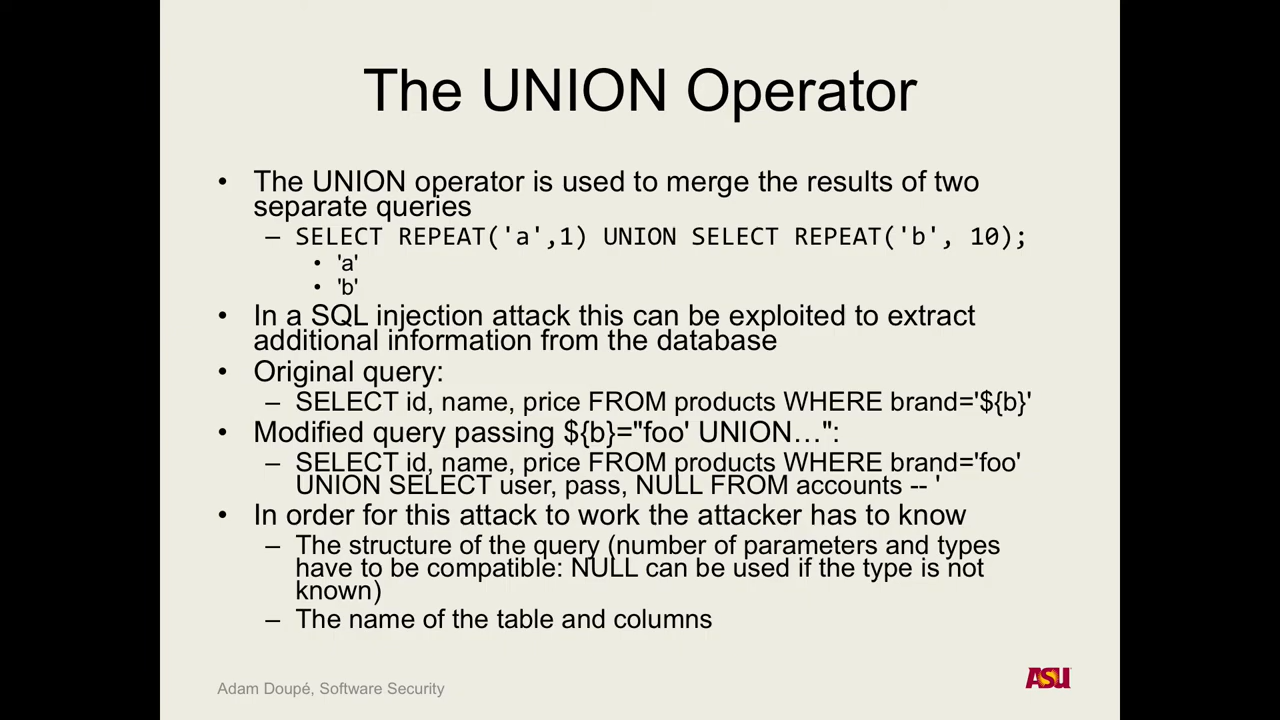 The UNION Operator
• The UNION operator is used to merge the results of two
separate queries
– SELECT REPEAT('a',1) UNION SELECT REPEAT('b', 10);
• 'a'
• 'b'
• In a SQL injection attack this can be exploited to extract
additional information from the database
• Original query:
– SELECT id, name, price FROM products WHERE brand='${b}'
• Modified query passing ${b}="foo' UNION…":
– SELECT id, name, price FROM products WHERE brand='foo'
UNION SELECT user, pass, NULL FROM accounts -- '
• In order for this attack to work the attacker has to know
– The structure of the query (number of parameters and types
have to be compatible: NULL can be used if the type is not
known)
– The name of the table and columns
Adam Doupé, Software Security
ASU